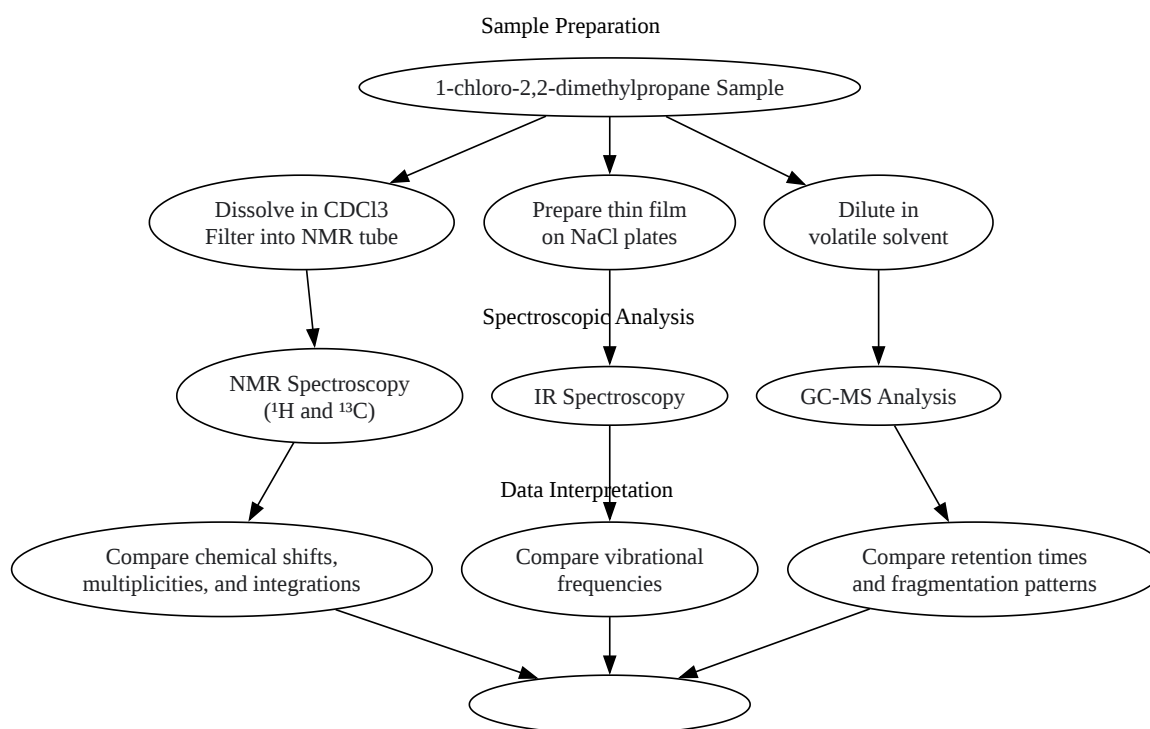 Sample Preparation
1-chloro-2,2-dimethylpropane Sample
Dissolve in CDCl3
Filter into NMR tube
Prepare thin film
on NaCl plates
Dilute in
volatile solvent
Spectroscopic Analysis
NMR Spectroscopy
(¹H and ¹³C)
IR Spectroscopy
GC-MS Analysis
Data Interpretation
Compare chemical shifts,
multiplicities, and integrations
Compare vibrational
frequencies
Compare retention times
and fragmentation patterns